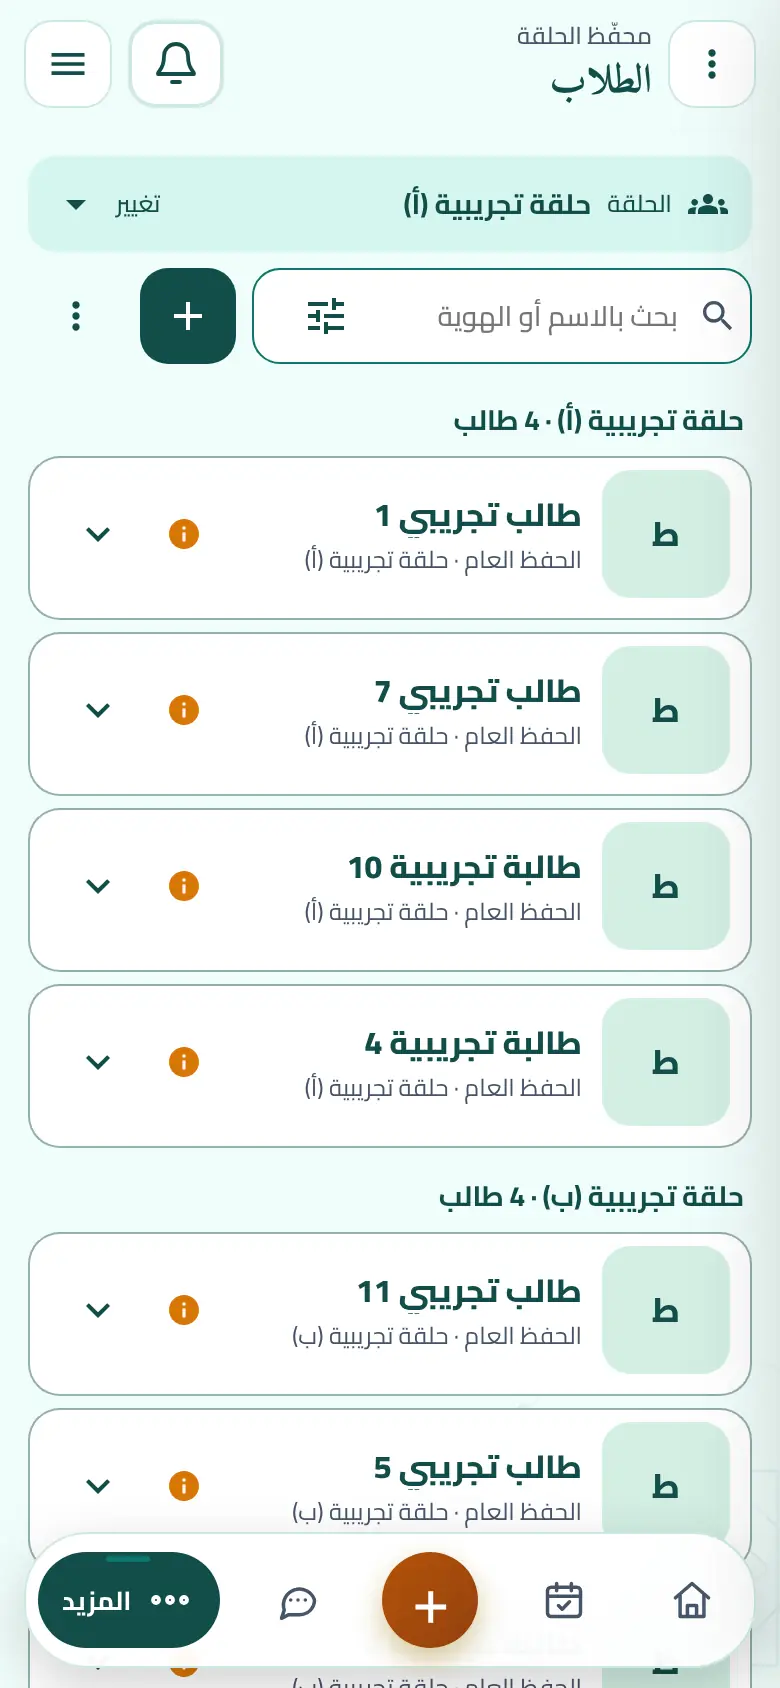 محفّظ الحلقة
الطلاب
الحلقة حلقة تجريبية (أ) تغيير
بحث بالاسم أو الهوية
حلقة تجريبية (أ) · 4 طالب
ط
طالب تجريبي 1
الحفظ العام · حلقة تجريبية (أ)
ط
طالب تجريبي 7
الحفظ العام · حلقة تجريبية (أ)
ط
طالبة تجريبية 10
الحفظ العام · حلقة تجريبية (أ)
ط
طالبة تجريبية 4
الحفظ العام · حلقة تجريبية (أ)
حلقة تجريبية (ب) · 4 طالب
ط
طالب تجريبي 11
الحفظ العام · حلقة تجريبية (ب)
ط
طالب تجريبي 5
الحفظ العام · حلقة تجريبية (ب)
المزيد